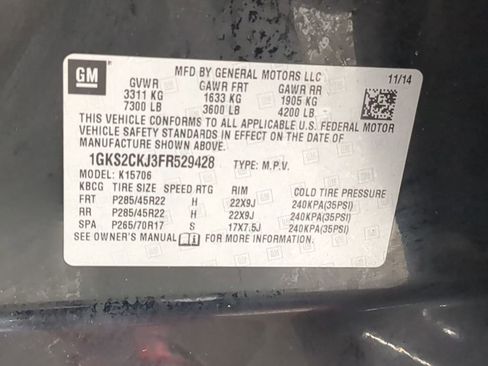 GM
MFD BY GENERAL MOTORS LLC 11/14
GVWR GAWR FRT GAWR RR
3311 KG 1633 KG 1905 KG
7300 LB 3600 LB 4200 LB
THIS VEHICLE CONFORMS TO ALL APPLICABLE U.S. FEDERAL MOTOR
VEHICLE SAFETY STANDARDS IN EFFECT ON THE DATE OF
MANUFACTURE SHOWN ABOVE.
1GKS2CKJ3FR529428 TYPE: M.P.V.
MODEL: K15706
KBCG TIRE SIZE SPEED RTG RIM COLD TIRE PRESSURE
FRT P285/45R22 H 22X9J 240KPA(35PSI)
RR P285/45R22 H 22X9J 240KPA(35PSI)
SPA P265/70R17 S 17X7.5J 240KPA(35PSI)
SEE OWNER'S MANUAL FOR MORE INFORMATION